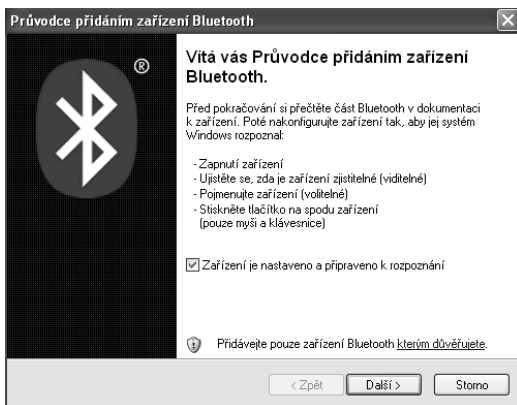 Průvodce přidáním zařízení Bluetooth
®
Vítá vás Průvodce přidáním zařízení
Bluetooth.
Před pokračování si přečtěte část Bluetooth v dokumentaci
k zařízení. Poté nakonfigurujte zařízení tak, aby jej systém
Windows rozpoznal:
- Zapnutí zařízení
- Ujistěte se, zda je zařízení zjistitelné (viditelné)
- Pojmenujte zařízení (volitelné)
- Stiskněte tlačítko na spodu zařízení
(pouze myši a klávesnice)
Zařízení je nastaveno a připraveno k rozpoznání
Přidávejte pouze zařízení Bluetooth kterým důvěřujete.
< Zpět Další > Storno